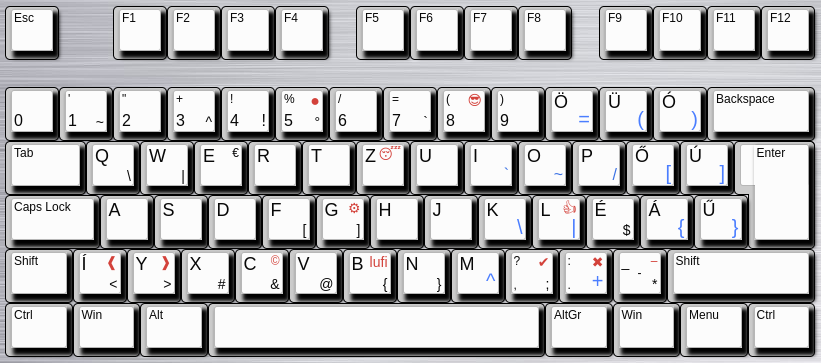 Esc F1 F2 F3 F4 F5 F6 F7 F8 F9 F10 F11 F12
0 ' 1 ~ " 2 + 3 ^ ! 4 ! % 5 ° / 6 = 7 ` ( 8 😎 ) 9 Ö = Ü ( Ó ) Backspace
Tab Q \ W | E € R T Z 😴 U I ` O ~ P / Ő [ Ú ] Enter
Caps Lock A S D F [ G ⚙ ] H J K \ L 👍 | É $ Á { Ű }
Shift Í ❰ < Y ❱ > X # C © & V @ B lufi { N } M ^ ? , ✔ ; : . ✖ + _ - – * Shift
Ctrl Win Alt AltGr Win Menu Ctrl